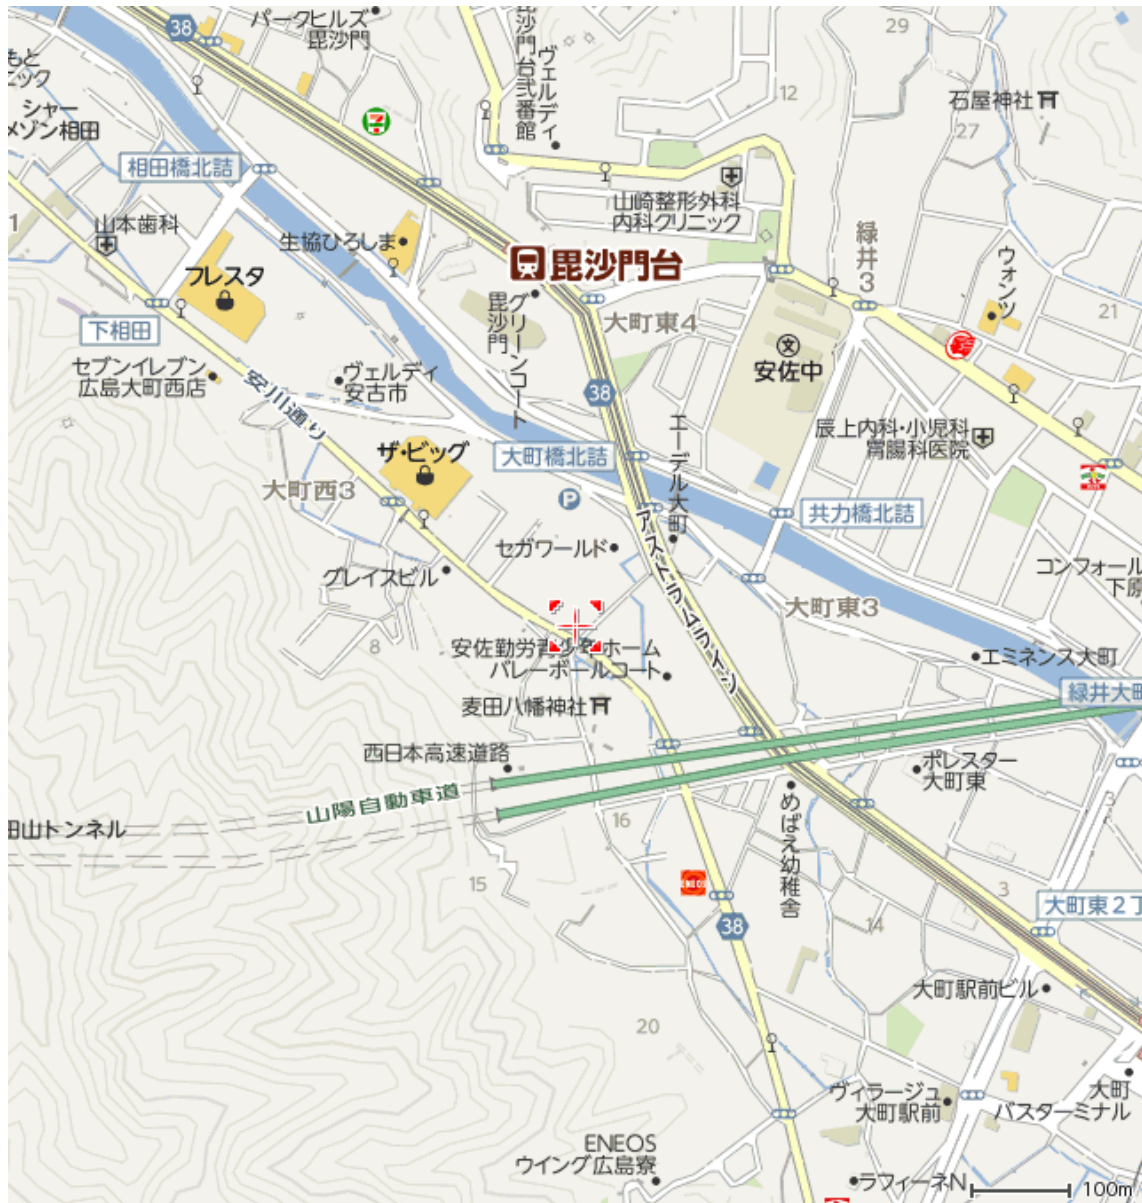 パークヒルズ
毘沙門
38
29
もと
ニック
シャー
メゾン相田
毘沙門台弐番館
ヴェルディ
12
石屋神社
27
相田橋北詰
山崎整形外科
内科クリニック
山本歯科
1
生協ひろしま
緑井3
毘沙門台
フレスタ
ウォンツ
グリーンコート
毘沙門
大町東4
21
下相田
安佐中
セブンイレブン
広島大町西店
ヴェルディ
安古市
安川通り
38
エーデル大町
辰上内科・小児科
胃腸科医院
ザ・ビッグ
大町橋北詰
大町西3
P
共力橋北詰
アストラムライン
セガワールド
グレイスビル
コンフォール
下原
大町東3
8
安佐勤労青少年ホーム
バレーボールコート
エミネンス大町
緑井大町
麦田八幡神社
西日本高速道路
ポレスター
大町東
山陽自動車道
めばえ幼稚舎
3
田山トンネル
16
15
ENEOS
3
大町東2丁
14
38
大町駅前ビル
20
ヴィラージュ
大町駅前
大町
バスターミナル
ENEOS
ウイング広島寮
ラフィーネN
100m